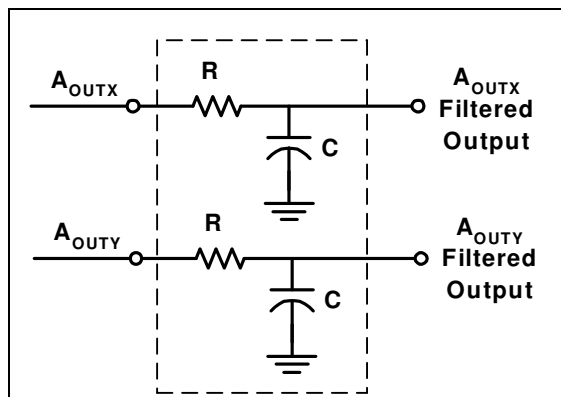 A_OUTX
R
A_OUTX
Filtered
Output
C
A_OUTY
R
A_OUTY
Filtered
Output
C